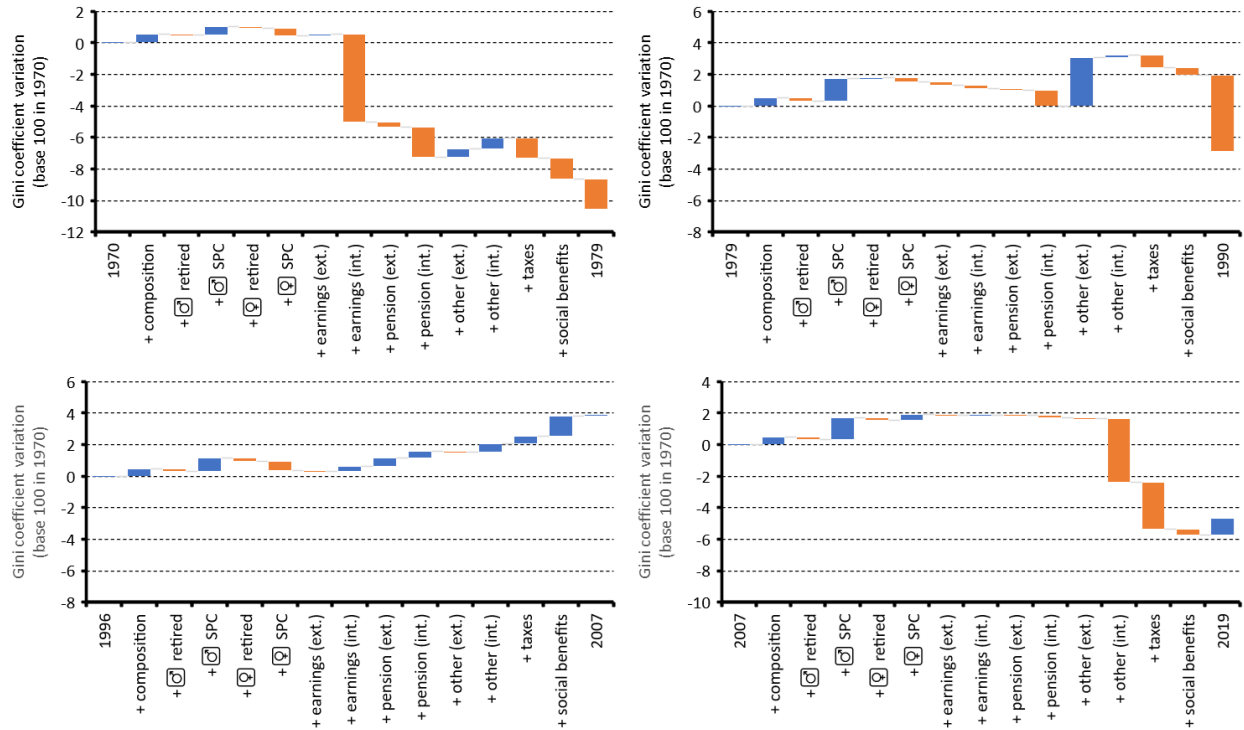 Gini coefficient variation
(base 100 in 1970)
2
0
-2
-4
-6
-8
-10
-12
1970
+ composition
+ ♂ retired
+ ♂ SPC
+ ♀ retired
+ ♀ SPC
+ earnings (ext.)
+ earnings (int.)
+ pension (ext.)
+ pension (int.)
+ other (ext.)
+ other (int.)
+ taxes
+ social benefits
1979
Gini coefficient variation
(base 100 in 1970)
6
4
2
0
-2
-4
-6
-8
1979
+ composition
+ ♂ retired
+ ♂ SPC
+ ♀ retired
+ ♀ SPC
+ earnings (ext.)
+ earnings (int.)
+ pension (ext.)
+ pension (int.)
+ other (ext.)
+ other (int.)
+ taxes
+ social benefits
1990
Gini coefficient variation
(base 100 in 1970)
6
4
2
0
-2
-4
-6
-8
1996
+ composition
+ ♂ retired
+ ♂ SPC
+ ♀ retired
+ ♀ SPC
+ earnings (ext.)
+ earnings (int.)
+ pension (ext.)
+ pension (int.)
+ other (ext.)
+ other (int.)
+ taxes
+ social benefits
2007
Gini coefficient variation
(base 100 in 1970)
4
2
0
-2
-4
-6
-8
-10
2007
+ composition
+ ♂ retired
+ ♂ SPC
+ ♀ retired
+ ♀ SPC
+ earnings (ext.)
+ earnings (int.)
+ pension (ext.)
+ pension (int.)
+ other (ext.)
+ other (int.)
+ taxes
+ social benefits
2019